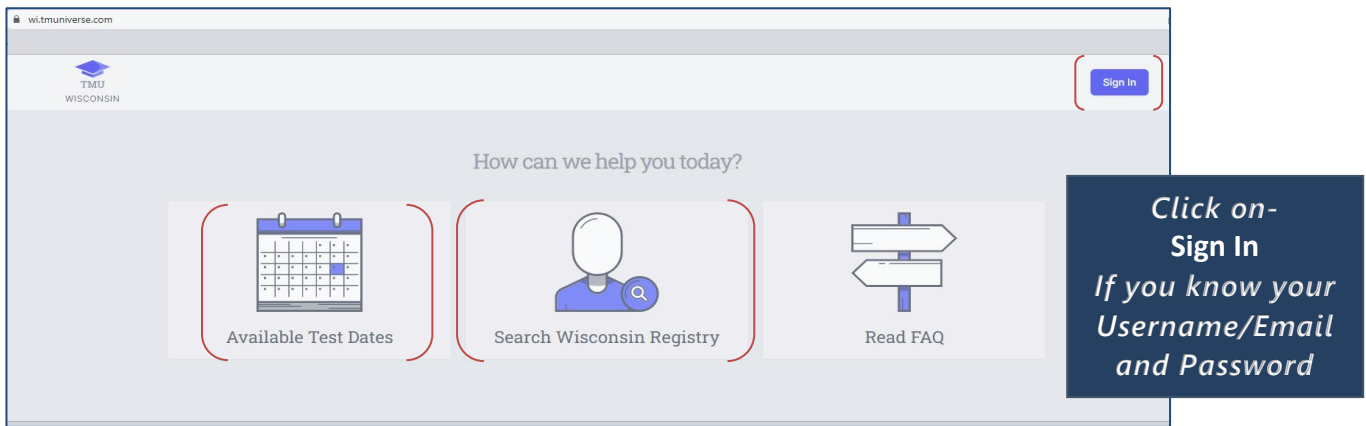 wi.tmuniverse.com
TMU
WISCONSIN
Sign In
How can we help you today?
Available Test Dates
Search Wisconsin Registry
Read FAQ
Click on-
Sign In
If you know your
Username/Email
and Password